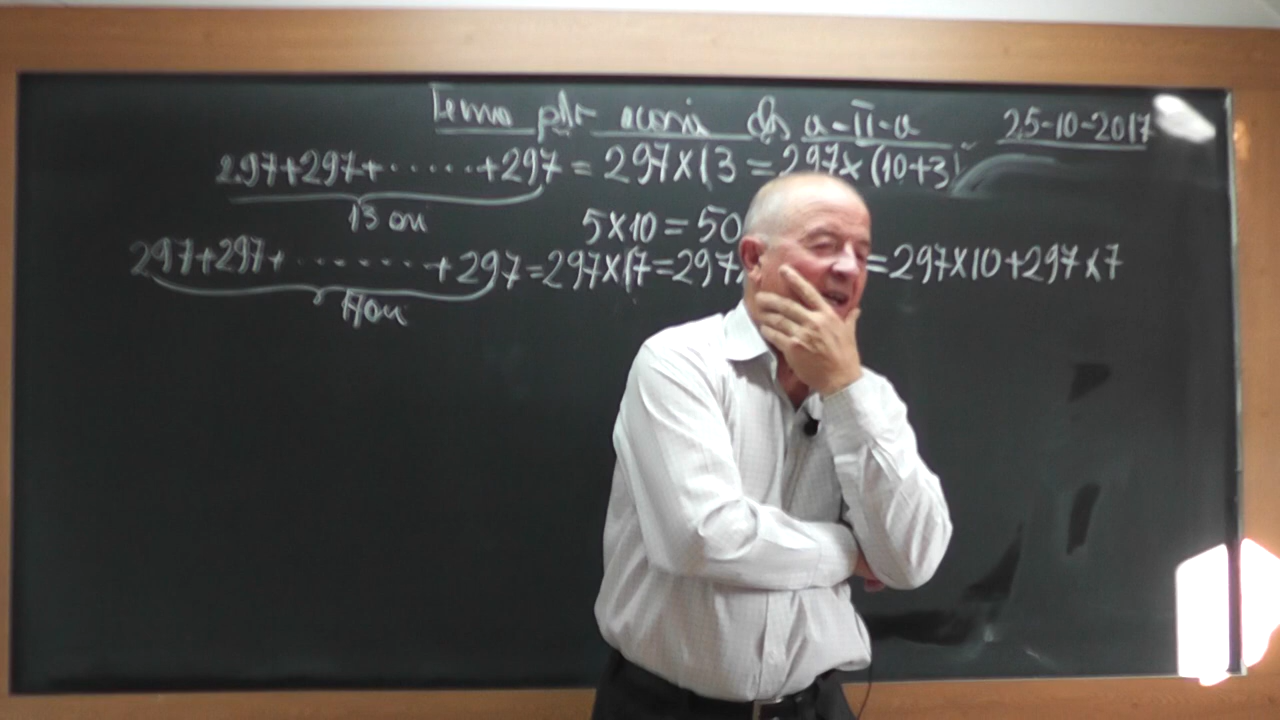 Tema ptr acasă cls a-II-a 25-10-2017
297+297+......+297=297×13=297×(10+3)
13 ori
5×10=50
297+297+.......+297=297×17=297× =297×10+297×7
17 ori